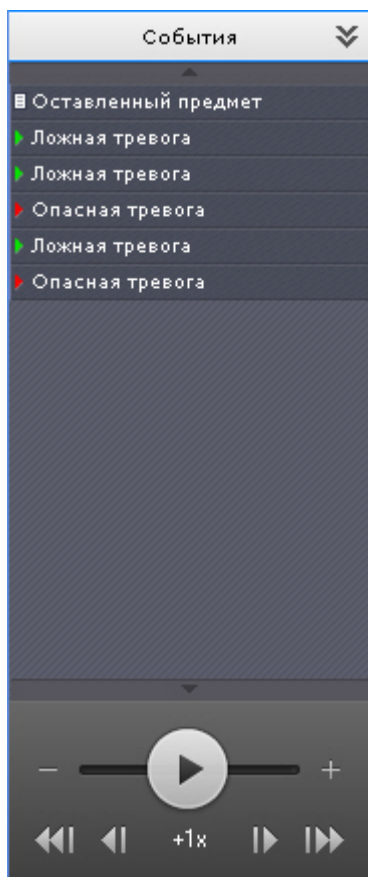 События
Оставленный предмет
Ложная тревога
Ложная тревога
Опасная тревога
Ложная тревога
Опасная тревога
− +
+1x